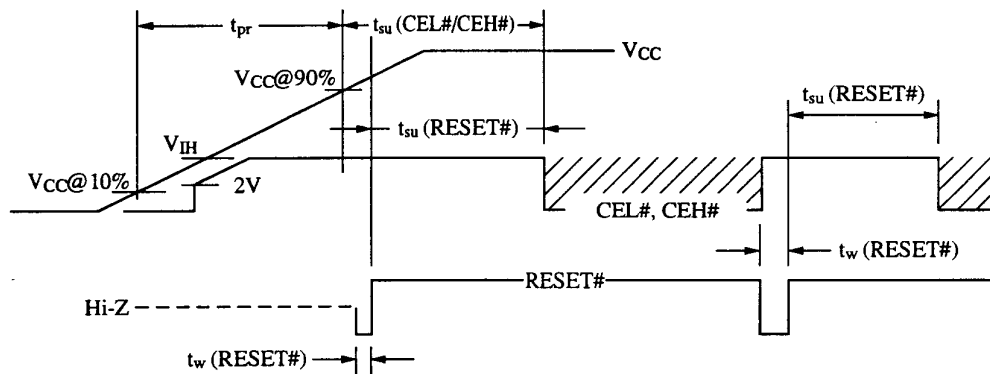 tpr
tsu (CEL#/CEH#)
VCC
VCC@90%
tsu (RESET#)
tsu (RESET#)
VIH
VCC@10%
2V
CEL#, CEH#
tw (RESET#)
RESET#
Hi-Z
tw (RESET#)